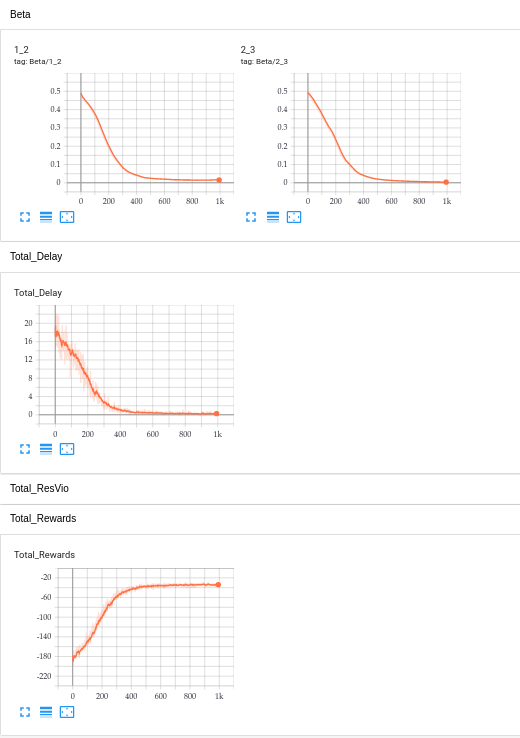 Beta
1_2
tag: Beta/1_2
0.5
0.4
0.3
0.2
0.1
0
0 200 400 600 800 1k
2_3
tag: Beta/2_3
0.5
0.4
0.3
0.2
0.1
0
0 200 400 600 800 1k
Total_Delay
Total_Delay
20
16
12
8
4
0
0 200 400 600 800 1k
Total_ResVio
Total_Rewards
Total_Rewards
-20
-60
-100
-140
-180
-220
0 200 400 600 800 1k